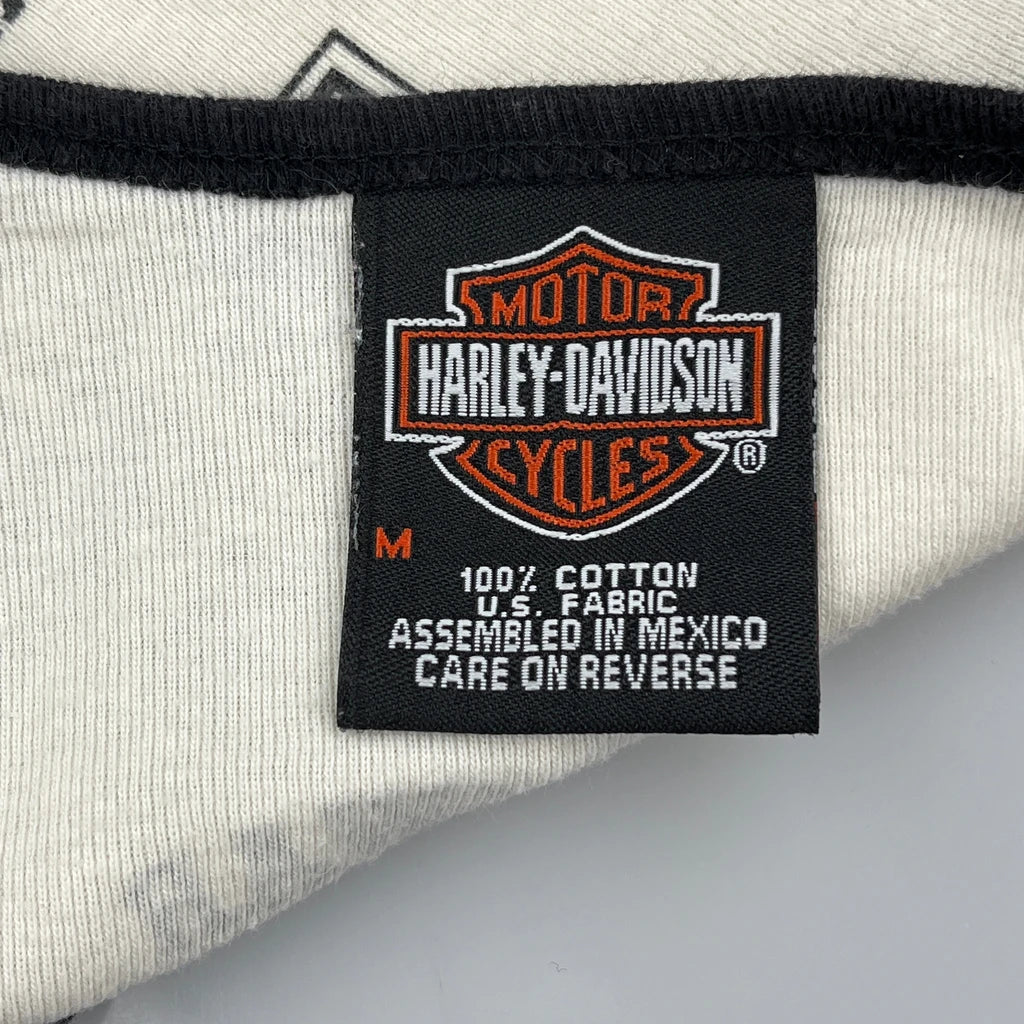 MOTOR
HARLEY-DAVIDSON
CYCLES
®
M
100% COTTON
U.S. FABRIC
ASSEMBLED IN MEXICO
CARE ON REVERSE